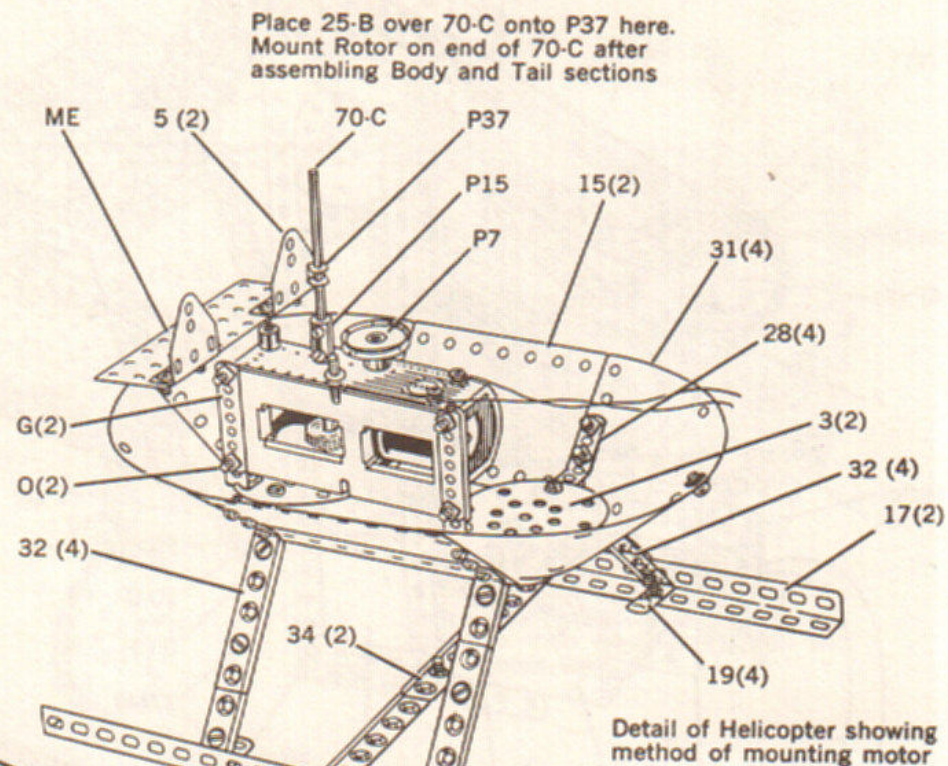 Place 25-B over 70-C onto P37 here.
Mount Rotor on end of 70-C after
assembling Body and Tail sections
ME
5 (2)
70-C
P37
P15
15(2)
P7
31(4)
28(4)
G(2)
3(2)
O(2)
32 (4)
17(2)
32 (4)
34 (2)
19(4)
Detail of Helicopter showing
method of mounting motor